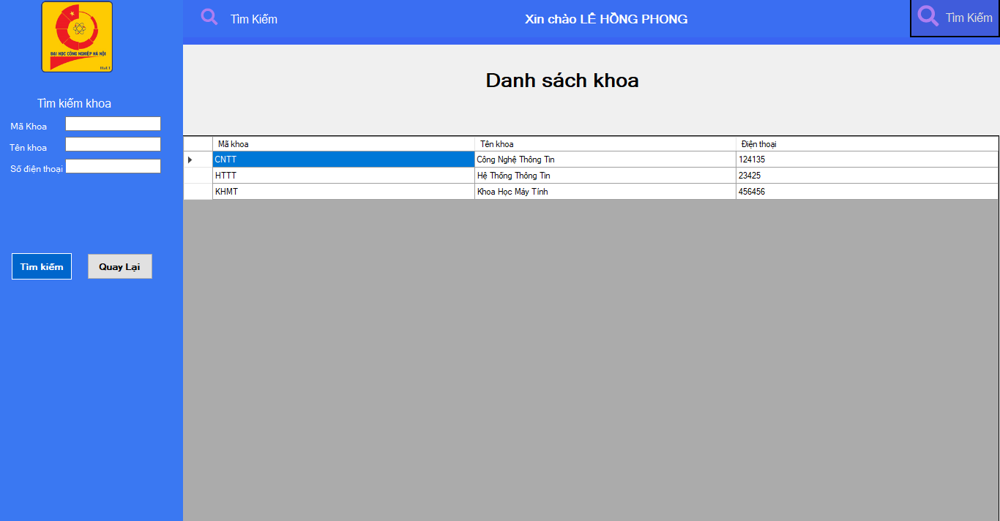 ĐẠI HỌC CÔNG NGHIỆP HÀ NỘI
HaUI
Tìm kiếm khoa
Mã Khoa
Tên khoa
Số điện thoại
Tìm kiếm Quay Lại
Tìm Kiếm Xin chào LÊ HỒNG PHONG Tìm Kiếm
Danh sách khoa
Mã khoa Tên khoa Điện thoại
CNTT Công Nghệ Thông Tin 124135
HTTT Hệ Thống Thông Tin 23425
KHMT Khoa Học Máy Tính 456456